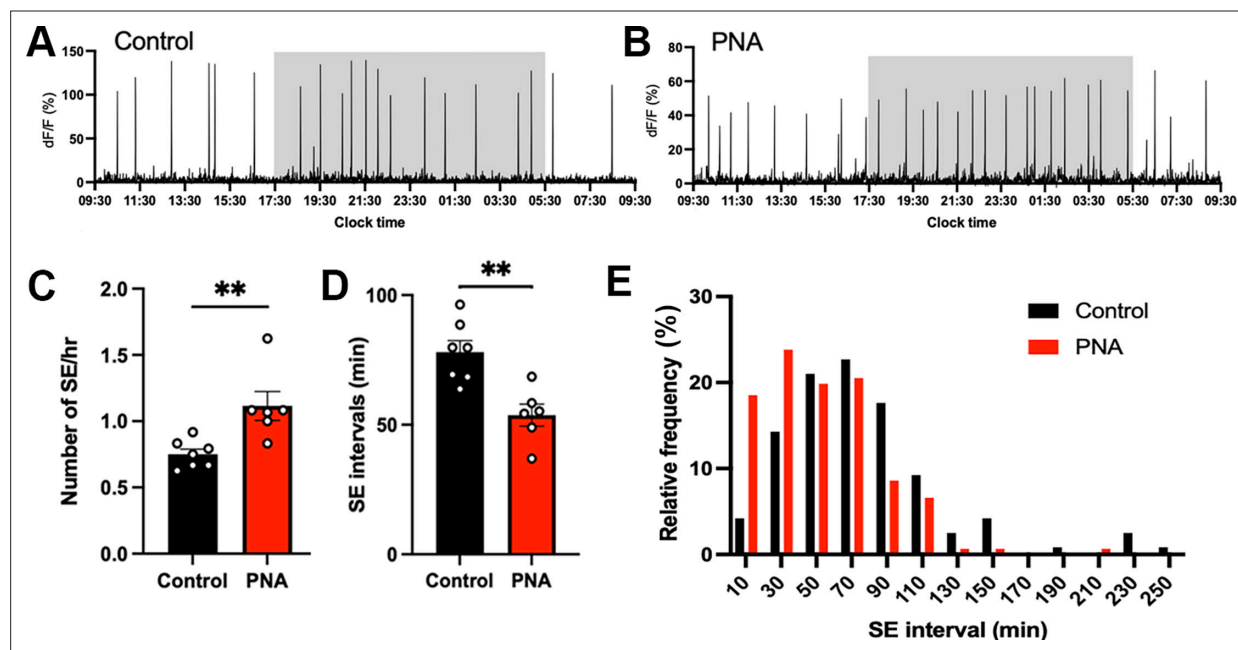 A Control
dF/F (%)
150
100
50
0
09:30 11:30 13:30 15:30 17:30 19:30 21:30 23:30 01:30 03:30 05:30 07:30 09:30
Clock time
B PNA
dF/F (%)
80
60
40
20
0
09:30 11:30 13:30 15:30 17:30 19:30 21:30 23:30 01:30 03:30 05:30 07:30 09:30
Clock time
C
Number of SE/hr
2.0
1.5
1.0
0.5
0.0
**
Control PNA
D
SE intervals (min)
100
50
0
**
Control PNA
E
Relative frequency (%)
30
20
10
0
Control
PNA
10 30 50 70 90 110 130 150 170 190 210 230 250
SE interval (min)